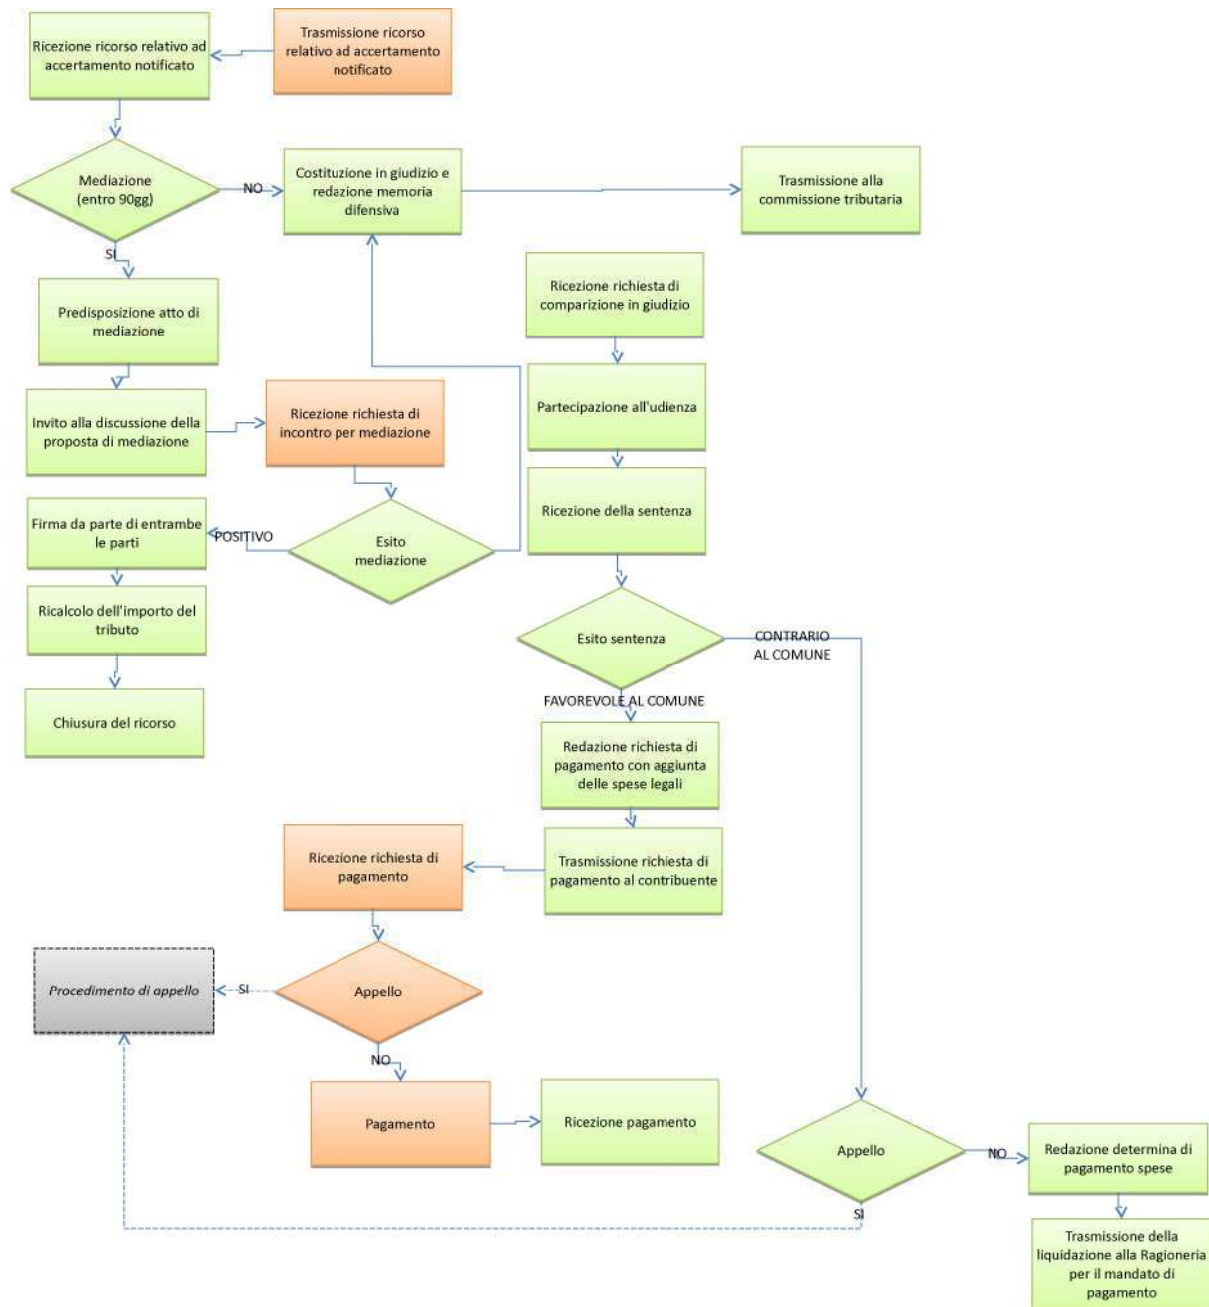 Ricezione ricorso relativo ad
accertamento notificato
Trasmissione ricorso
relativo ad accertamento
notificato
Mediazione
(entro 90gg)
NO
Costituzione in giudizio e
redazione memoria
difensiva
Trasmissione alla
commissione tributaria
SI
Predisposizione atto di
mediazione
Ricezione richiesta di
comparizione in giudizio
Invito alla discussione della
proposta di mediazione
Ricezione richiesta di
incontro per mediazione
Partecipazione all'udienza
Ricezione della sentenza
Firma da parte di entrambe
le parti
POSITIVO
Esito
mediazione
Ricalcolo dell'importo del
tributo
Chiusura del ricorso
Esito sentenza
CONTRARIO
AL COMUNE
FAVOREVOLE AL COMUNE
Redazione richiesta di
pagamento con aggiunta
delle spese legali
Trasmissione richiesta di
pagamento al contribuente
Ricezione richiesta di
pagamento
Appello
SI
Procedimento di appello
NO
Pagamento
Ricezione pagamento
Appello
NO
Redazione determina di
pagamento spese
SI
Trasmissione della
liquidazione alla Ragioneria
per il mandato di
pagamento